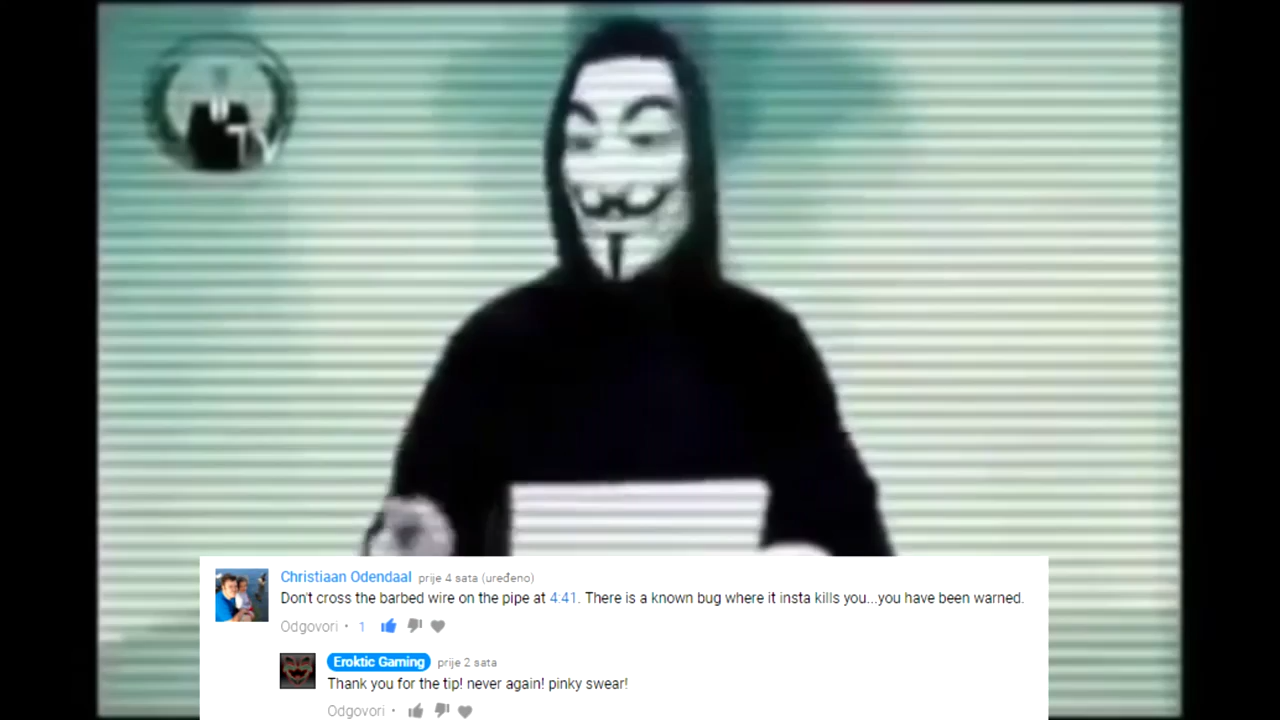 TV
Christiaan Odendaal prije 4 sata (uređeno)
Don't cross the barbed wire on the pipe at 4:41. There is a known bug where it insta kills you...you have been warned.
Odgovori • 1
Eroktic Gaming prije 2 sata
Thank you for the tip! never again! pinky swear!
Odgovori •